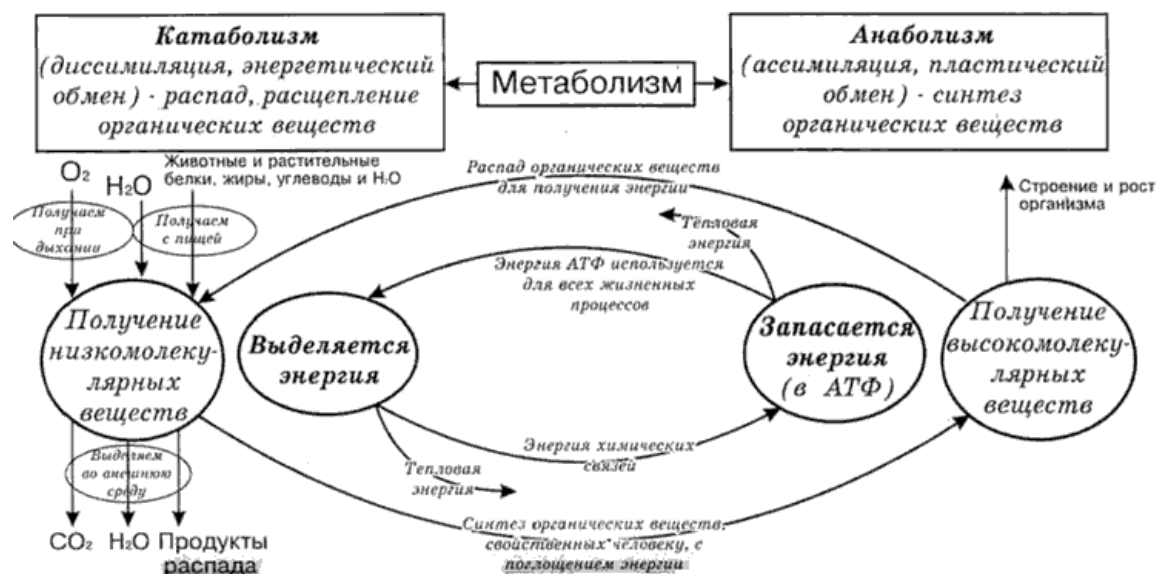 Катаболизм
(диссимиляция, энергетический
обмен) - распад, расщепление
органических веществ
Метаболизм
Анаболизм
(ассимиляция, пластический
обмен) - синтез
органических веществ
O₂
H₂O
Животные и растительные
белки, жиры, углеводы и H₂O
Получаем
при
дыхании
Получаем
с пищей
Распад органических веществ
для получения энергии
Тепловая
энергия
Строение и рост
организма
Энергия АТФ используется
для всех жизненных
процессов
Получение
низкомолеку-
лярных
веществ
Выделяется
энергия
Запасается
энергия
(в АТФ)
Получение
высокомолеку-
лярных
веществ
Энергия химических
связей
Тепловая
энергия
Выделяем
во внешнюю
среду
CO₂ H₂O Продукты
распада
Синтез органических веществ,
свойственных человеку, с
поглощением энергии